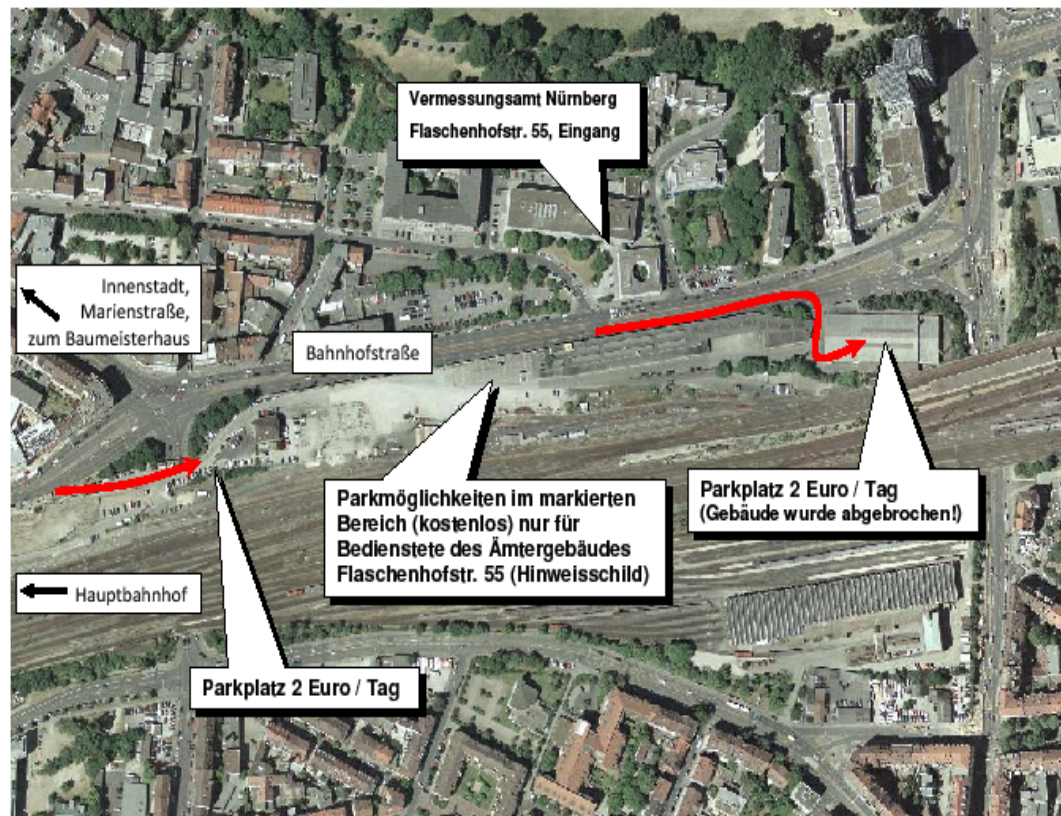 Vermessungsamt Nürnberg
Flaschenhofstr. 55, Eingang
Innenstadt,
Marienstraße,
zum Baumeisterhaus
Bahnhofstraße
Parkmöglichkeiten im markierten
Bereich (kostenlos) nur für
Bedienstete des Ämtergebäudes
Flaschenhofstr. 55 (Hinweisschild)
Parkplatz 2 Euro / Tag
(Gebäude wurde abgebrochen!)
Hauptbahnhof
Parkplatz 2 Euro / Tag